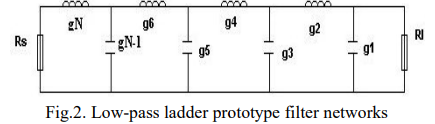 gN g6 g4 g2
Rs gN-1 g5 g3 g1 Rl
Fig.2. Low-pass ladder prototype filter networks